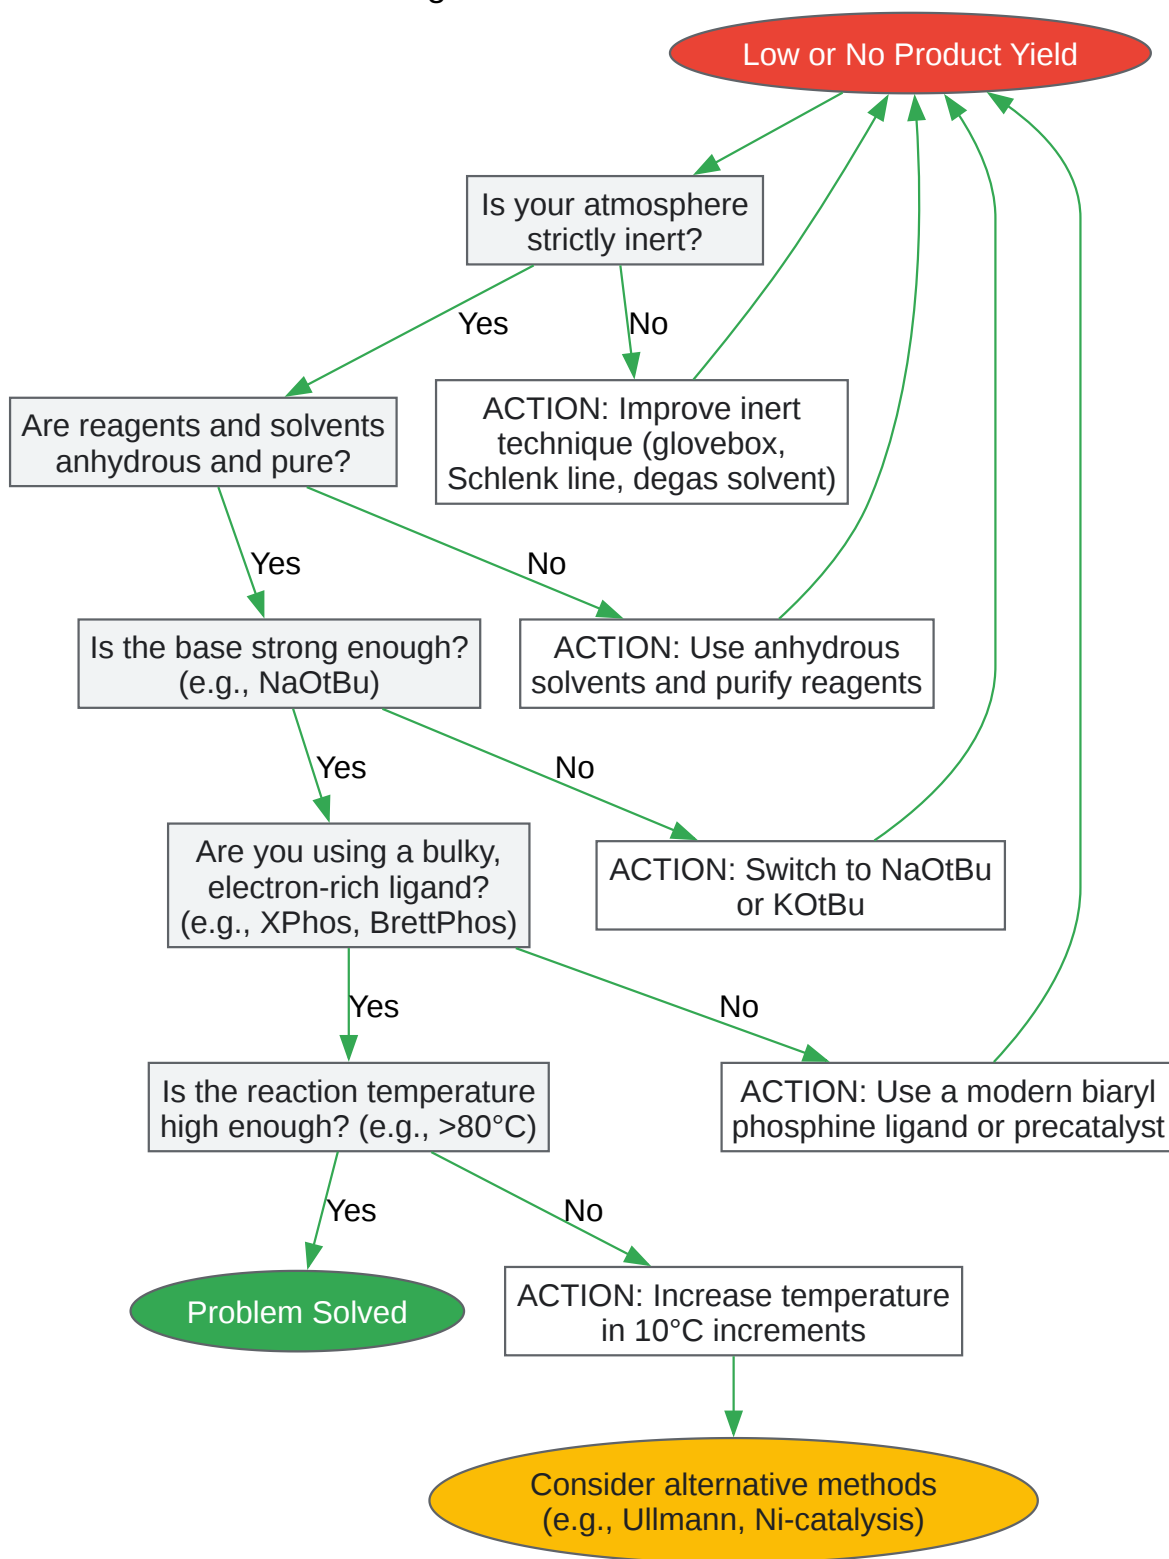 Low or No Product Yield
Is your atmosphere
strictly inert?
Yes
No
ACTION: Improve inert
technique (glovebox,
Schlenk line, degas solvent)
Are reagents and solvents
anhydrous and pure?
Yes
No
Is the base strong enough?
(e.g., NaOtBu)
ACTION: Use anhydrous
solvents and purify reagents
Yes
No
Are you using a bulky,
electron-rich ligand?
(e.g., XPhos, BrettPhos)
ACTION: Switch to NaOtBu
or KOtBu
Yes
No
Is the reaction temperature
high enough? (e.g., >80°C)
ACTION: Use a modern biaryl
phosphine ligand or precatalyst
Yes
No
Problem Solved
ACTION: Increase temperature
in 10°C increments
Consider alternative methods
(e.g., Ullmann, Ni-catalysis)